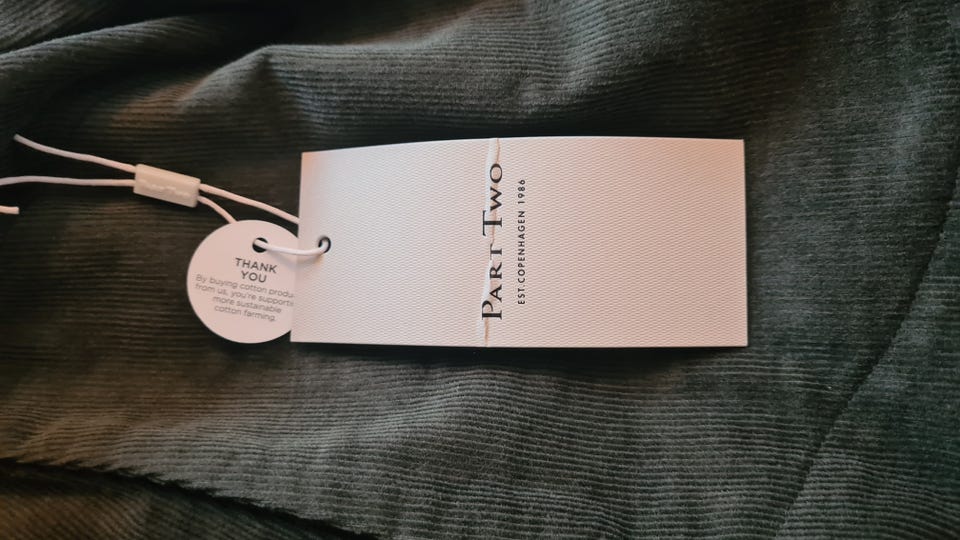 THANK
YOU
By buying cotton
from us, you're
more sustainable
cotton farming.
PART TWO
EST. COPENHAGEN 1986